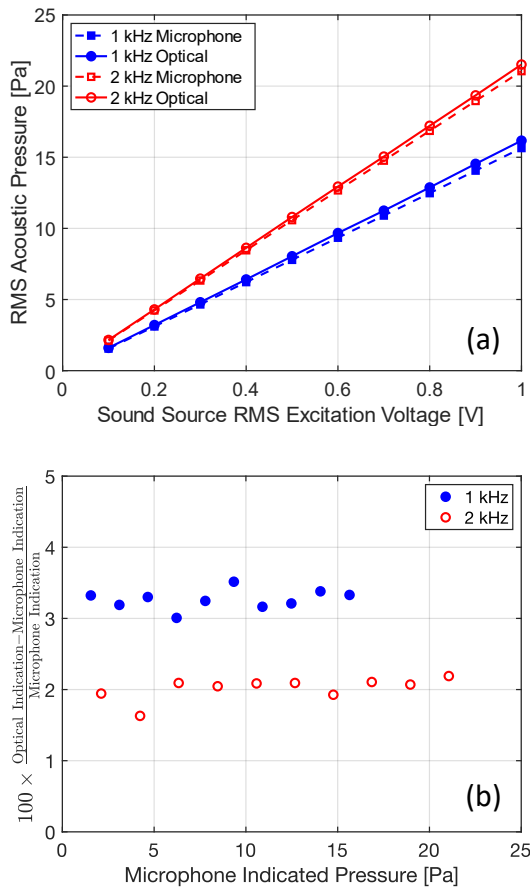 25
20
15
10
5
0
0
0.2
0.4
0.6
0.8
1
RMS Acoustic Pressure [Pa]
Sound Source RMS Excitation Voltage [V]
1 kHz Microphone
1 kHz Optical
2 kHz Microphone
2 kHz Optical
(a)
5
4
3
2
1
0
0
5
10
15
20
25
100 × Optical Indication−Microphone Indication
Microphone Indication
Microphone Indicated Pressure [Pa]
1 kHz
2 kHz
(b)